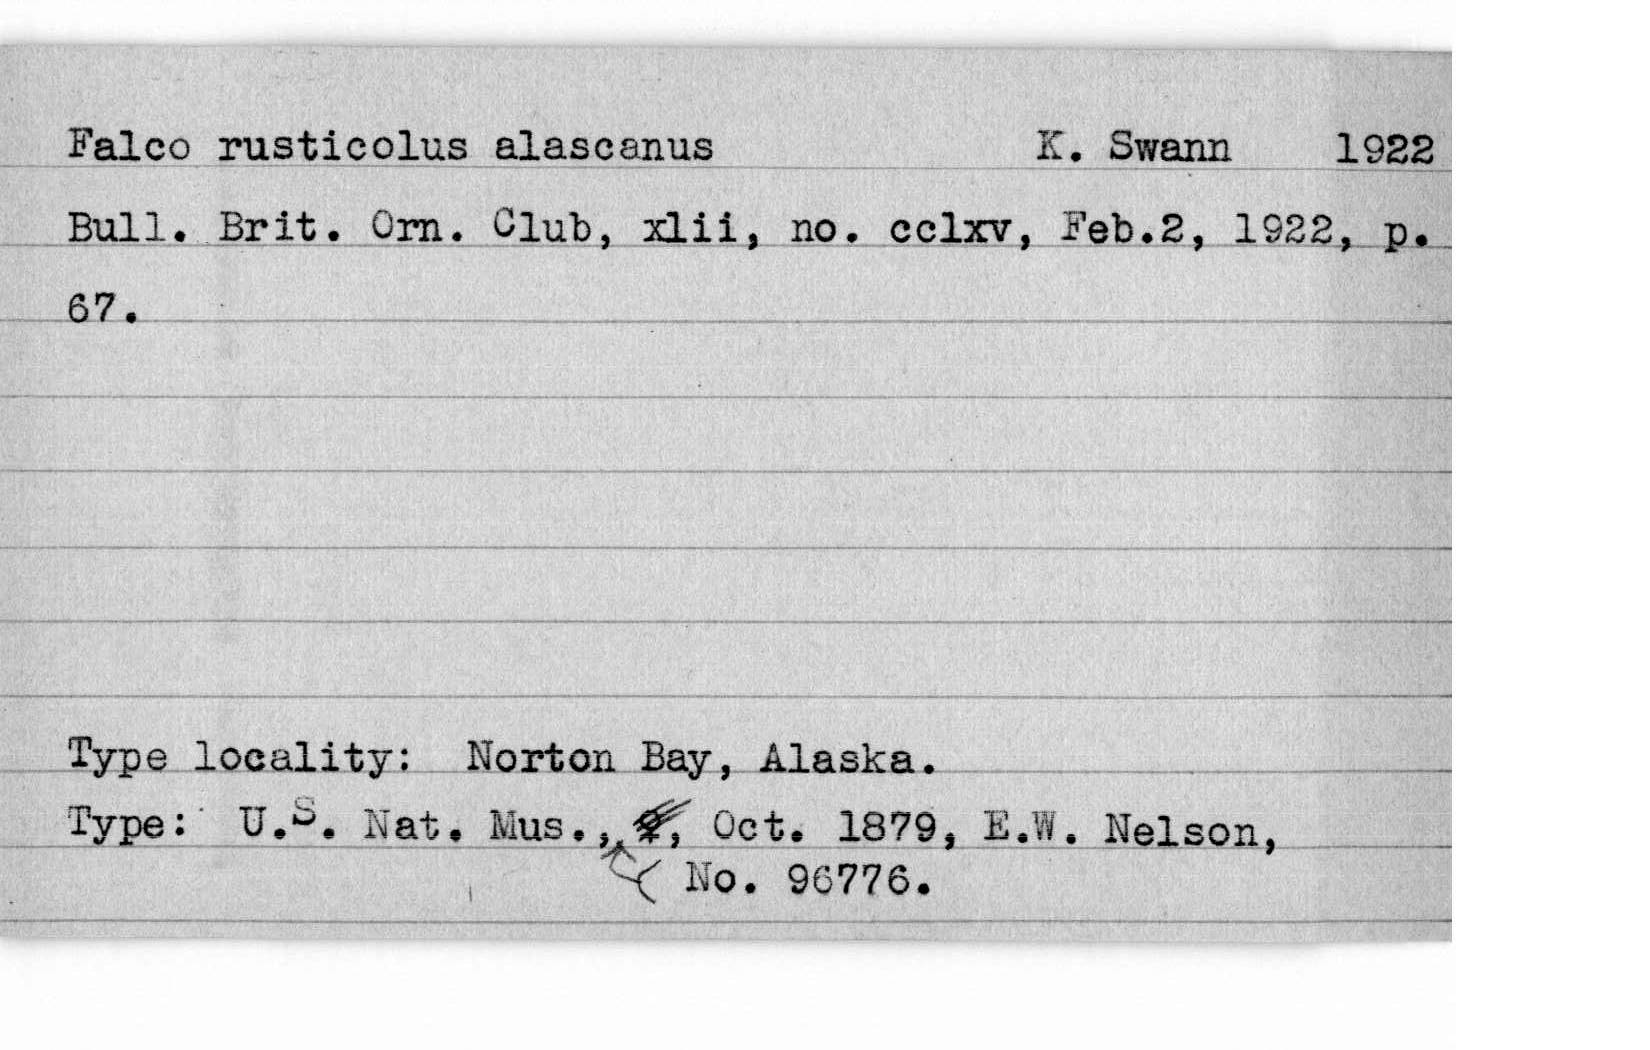 Falco rusticolus alascanus K. Swann 1922
Bull. Brit. Orn. Club, xlii, no. cclxv, Feb.2, 1922, p.
67.
Type locality: Norton Bay, Alaska.
Type: U.S. Nat. Mus., , Oct. 1879, E.W. Nelson,
No. 96776.